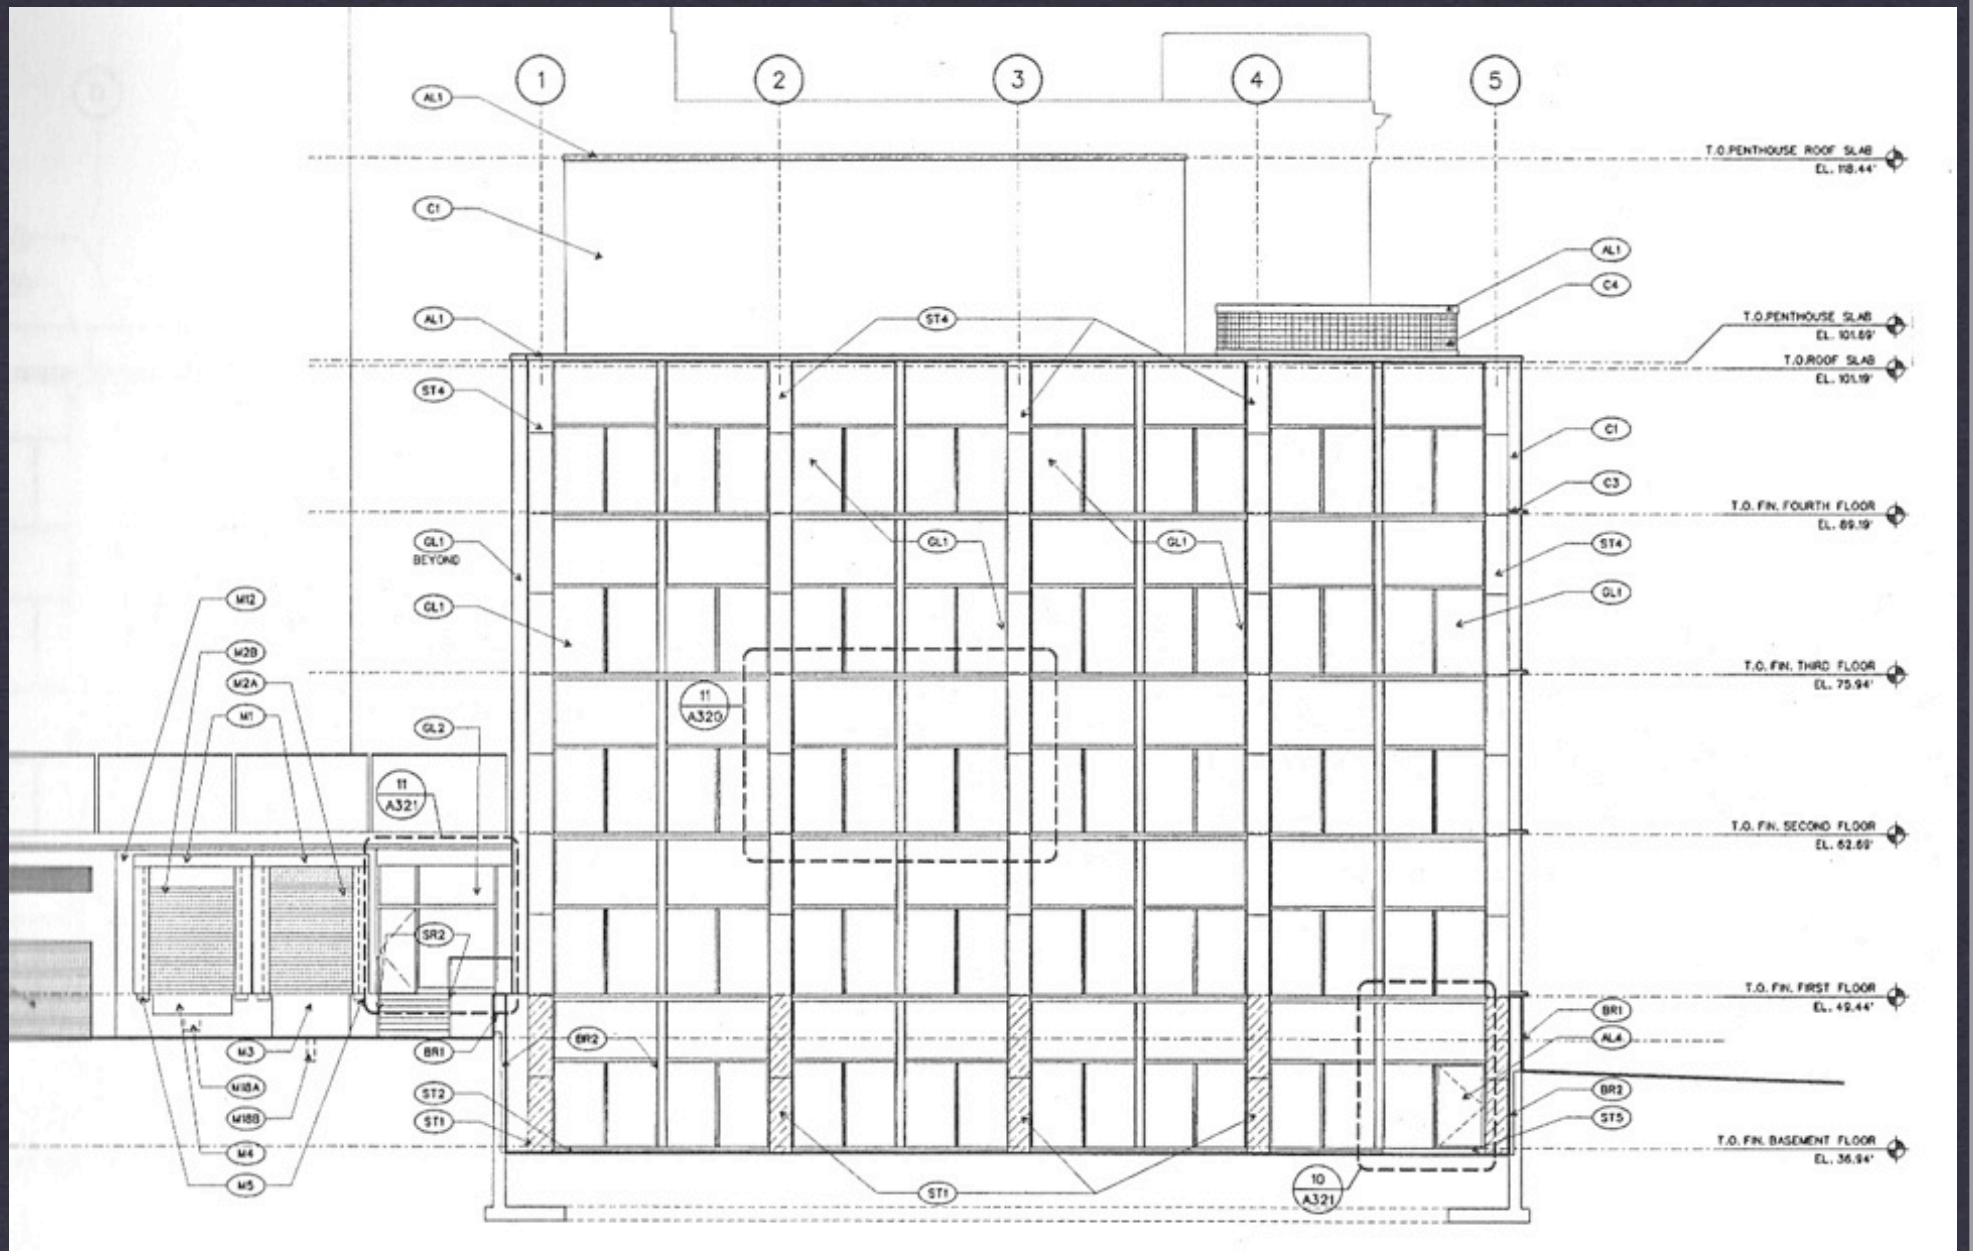 1
2
3
4
5
AL1
T.O.PENTHOUSE ROOF SLAB
EL. 118.44'
C1
AL1
C4
AL1
ST4
T.O.PENTHOUSE SLAB
EL. 101.69'
T.O.ROOF SLAB
EL. 101.19'
ST4
C1
C3
T.O. FIN. FOURTH FLOOR
EL. 89.19'
GL1
BEYOND
GL1
GL1
ST4
GL1
GL1
M12
M2B
M2A
M1
T.O. FIN. THIRD FLOOR
EL. 75.94'
11
A320
GL2
11
A321
T.O. FIN. SECOND FLOOR
EL. 62.69'
SR2
T.O. FIN. FIRST FLOOR
EL. 49.44'
BR1
AL4
BR2
M3
BR1
M18A
ST2
BR2
M18B
ST1
ST5
M4
T.O. FIN. BASEMENT FLOOR
EL. 36.94'
M5
ST1
10
A321